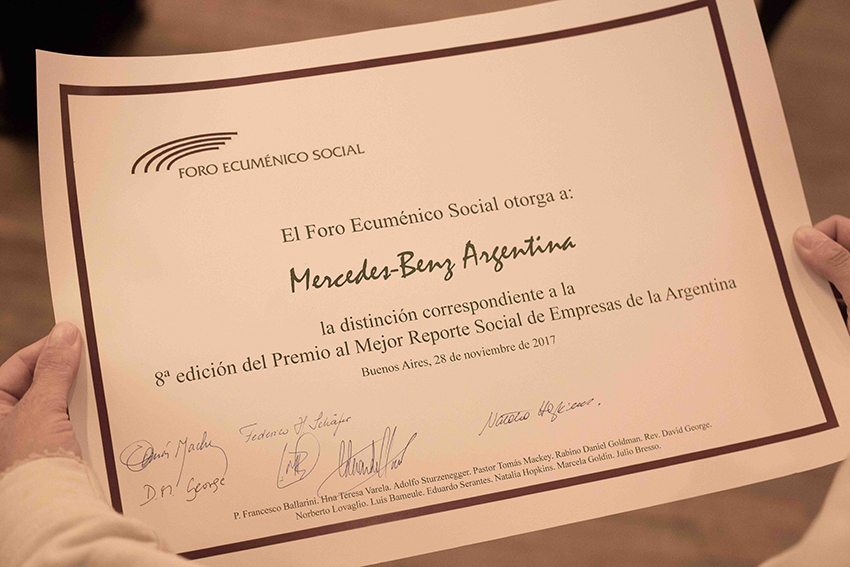 FORO ECUMÉNICO SOCIAL
El Foro Ecuménico Social otorga a:
Mercedes-Benz Argentina
la distinción correspondiente a la
8ª edición del Premio al Mejor Reporte Social de Empresas de la Argentina
Buenos Aires, 28 de noviembre de 2017
Federico H Schäfer
D.M. George
P. Francesco Ballarini. Hna Teresa Varela. Adolfo Sturzenegger. Pastor Tomás Mackey. Rabino Daniel Goldman. Rev. David George.
Norberto Lovaglio. Luis Bameule. Eduardo Serantes. Natalia Hopkins. Marcela Goldin. Julio Bresso.